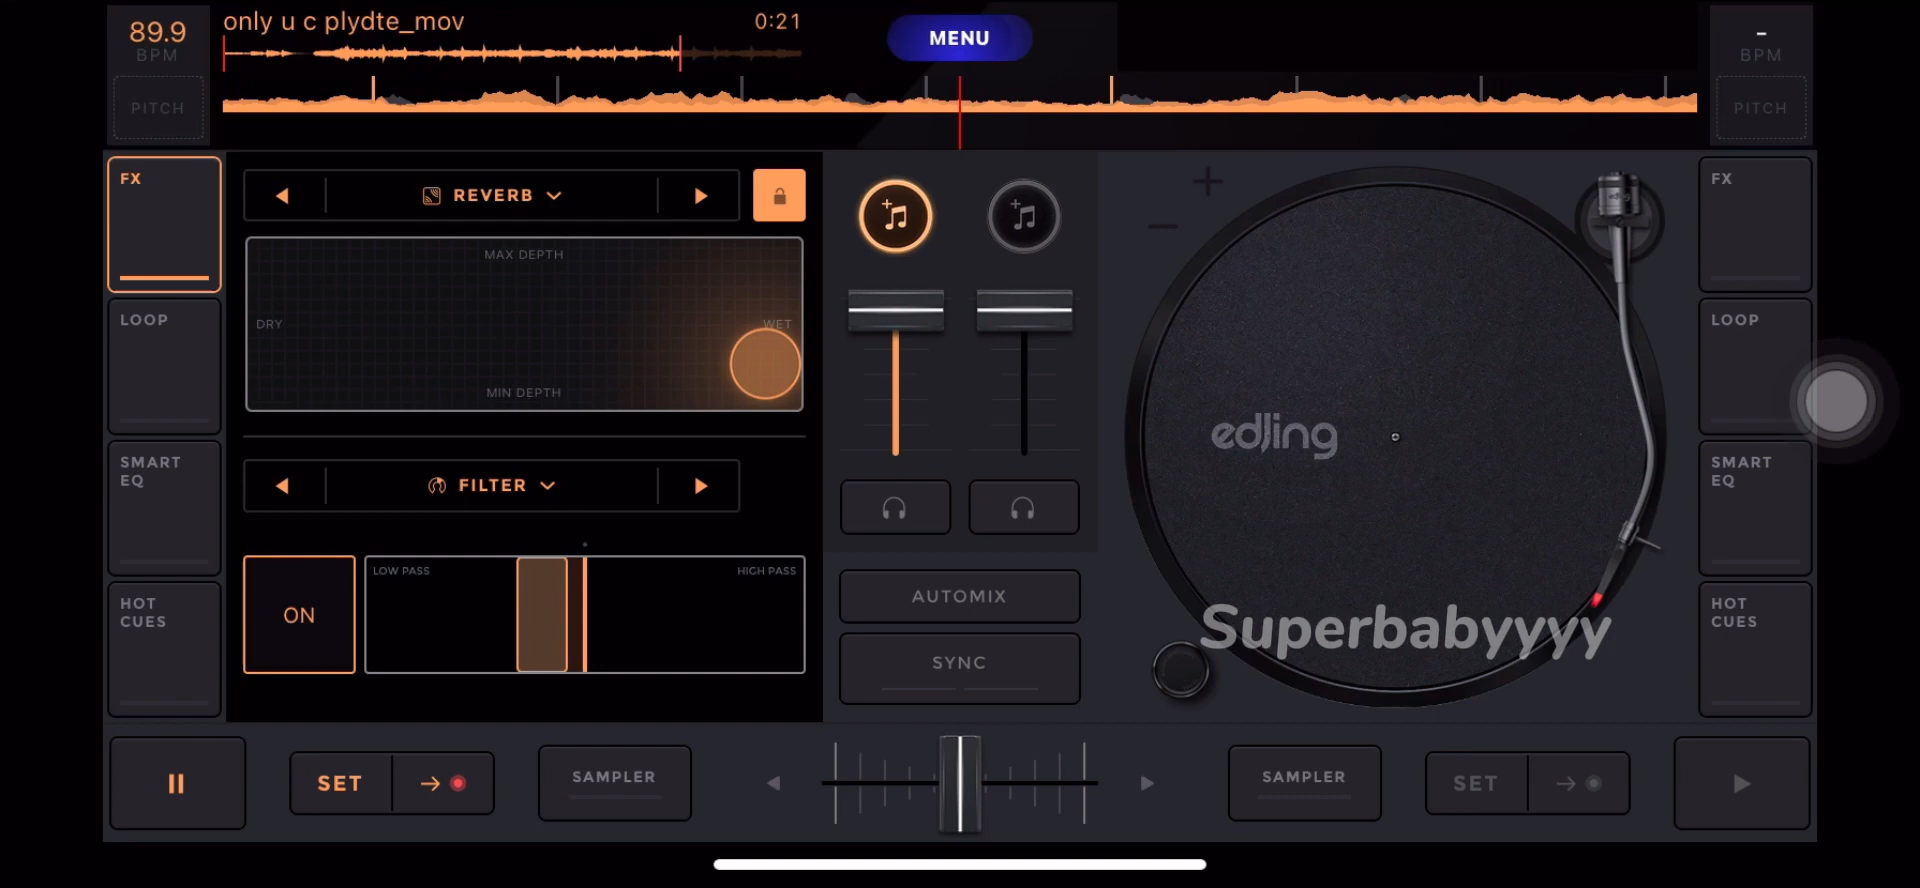 89.9
BPM
PITCH
only u c plydte_mov
0:21
MENU
-
BPM
PITCH
FX
LOOP
SMART
EQ
HOT
CUES
REVERB
MAX DEPTH
DRY
WET
MIN DEPTH
FILTER
ON
LOW PASS
HIGH PASS
AUTOMIX
SYNC
edjing
Superbabyyyy
FX
LOOP
SMART
EQ
HOT
CUES
SET
SAMPLER
SAMPLER
SET